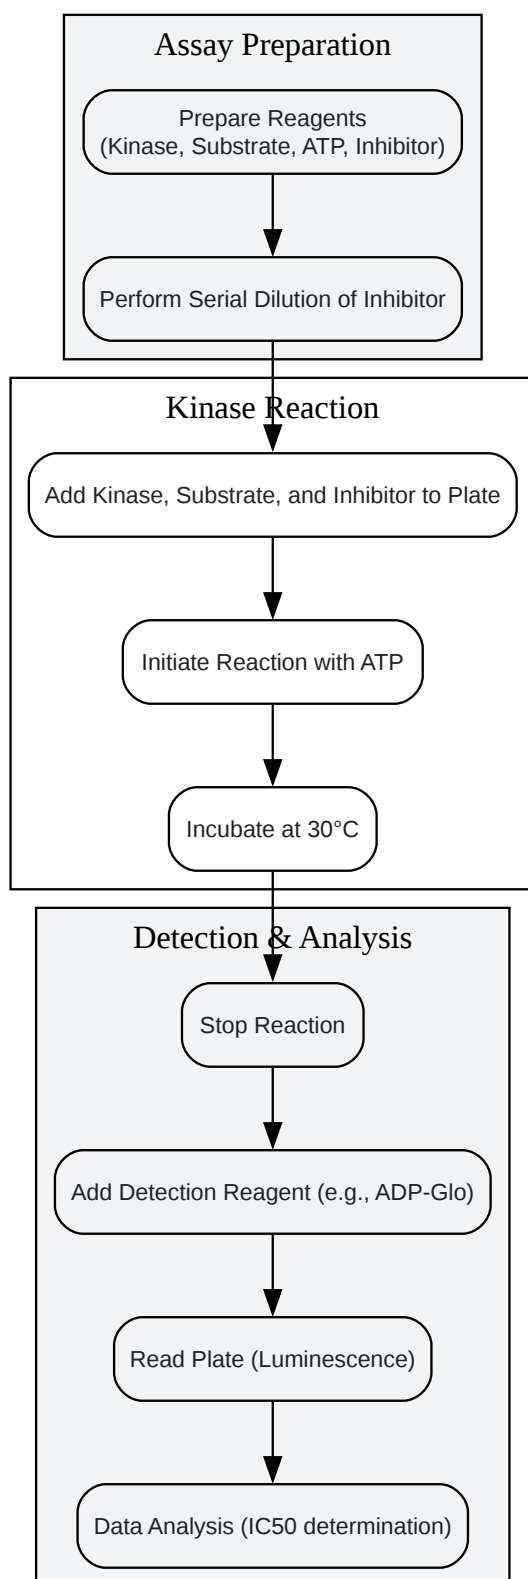 Assay Preparation
Prepare Reagents
(Kinase, Substrate, ATP, Inhibitor)
Perform Serial Dilution of Inhibitor
Kinase Reaction
Add Kinase, Substrate, and Inhibitor to Plate
Initiate Reaction with ATP
Incubate at 30°C
Detection & Analysis
Stop Reaction
Add Detection Reagent (e.g., ADP-Glo)
Read Plate (Luminescence)
Data Analysis (IC50 determination)